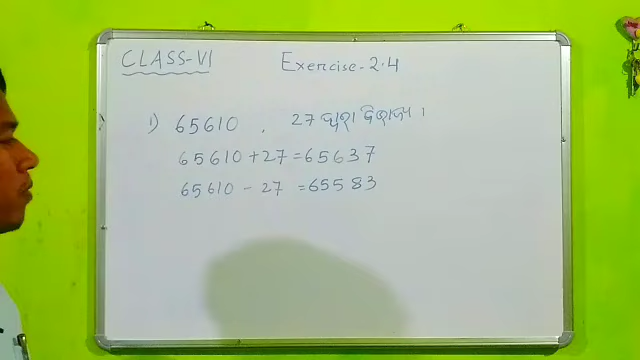 CLASS-VI Exercise-2.4
1) 65610 , 27 ଦ୍ୱାରା ବିଭାଜ୍ୟ ।
65610 + 27 = 65637
65610 - 27 = 65583